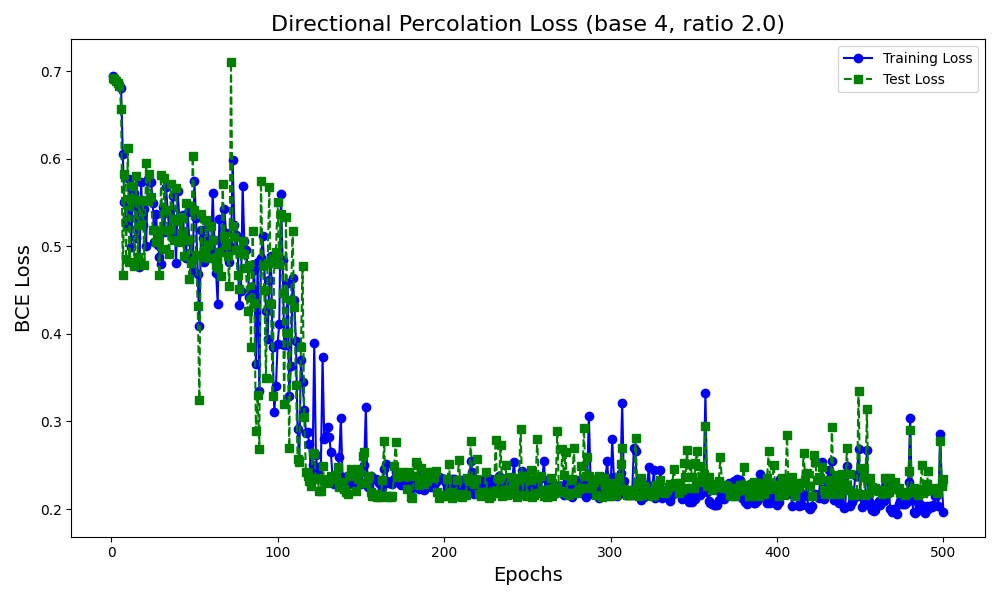 Directional Percolation Loss (base 4, ratio 2.0)
Training Loss
Test Loss
BCE Loss
0.7
0.6
0.5
0.4
0.3
0.2
0
100
200
300
400
500
Epochs